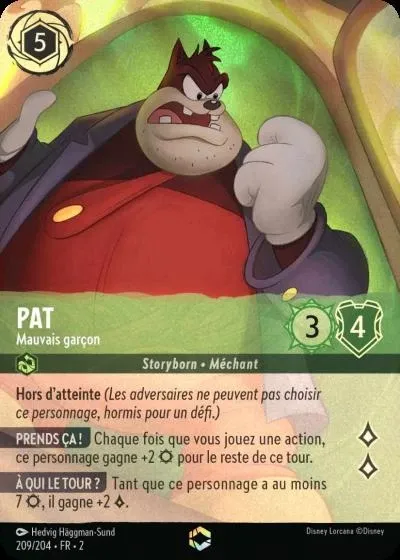 5
PAT
Mauvais garçon
3
4
Storyborn • Méchant
Hors d'atteinte (Les adversaires ne peuvent pas choisir
ce personnage, hormis pour un défi.)
PRENDS ÇA ! Chaque fois que vous jouez une action,
ce personnage gagne +2 pour le reste de ce tour.
À QUI LE TOUR ? Tant que ce personnage a au moins
7 , il gagne +2 .
Hedvig Häggman-Sund
209/204 • FR • 2
Disney Lorcana ©Disney